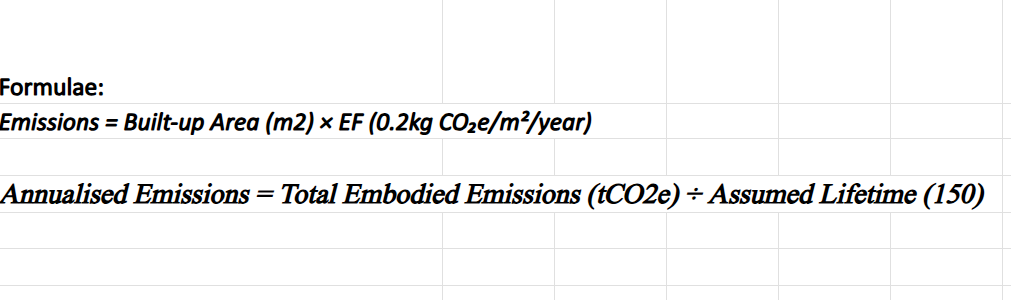 Formulae:
Emissions = Built-up Area (m2) × EF (0.2kg CO₂e/m²/year)
Annualised Emissions = Total Embodied Emissions (tCO2e) ÷ Assumed Lifetime (150)